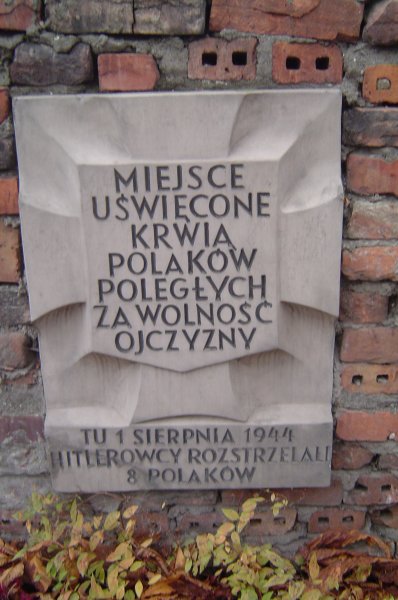 MIEJSCE
UŚWIĘCONE
KRWIĄ
POLAKÓW
POLEGŁYCH
ZA WOLNOŚĆ
OJCZYZNY
TU 1 SIERPNIA 1944
HITLEROWCY ROZSTRZELALI
8 POLAKÓW